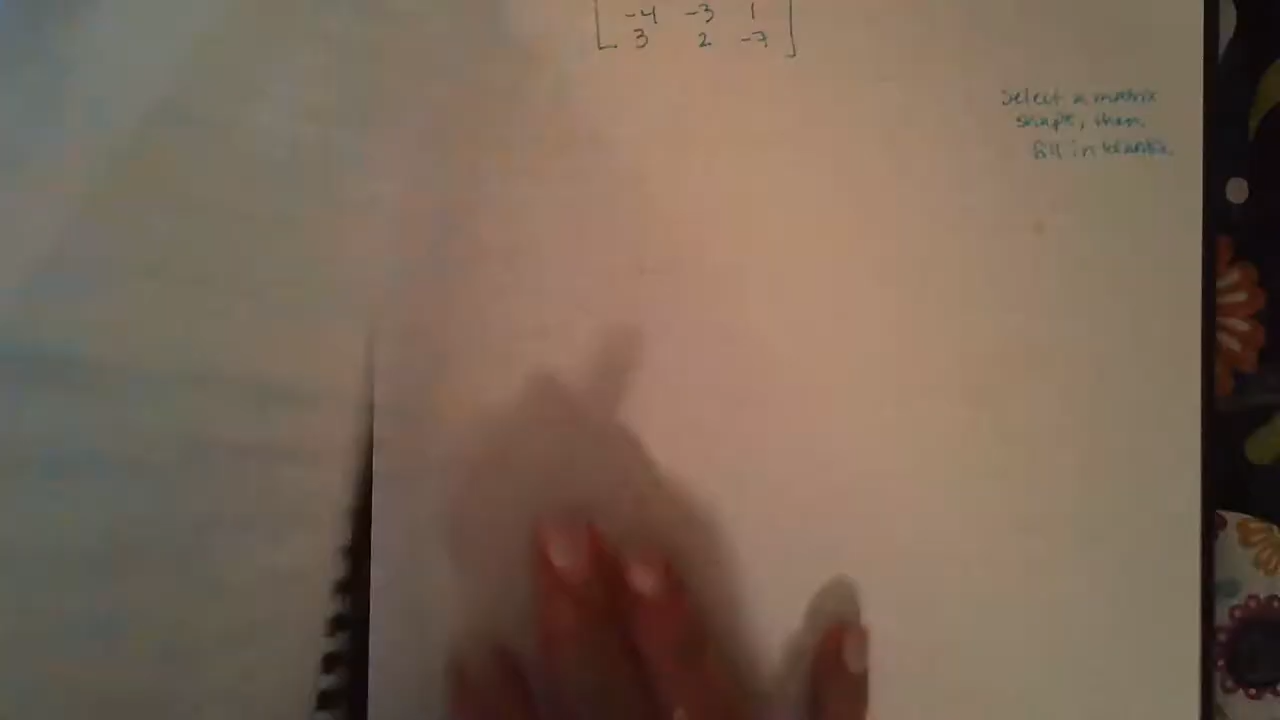 [ -4 -3 1
3 2 -7 ]
Select a matrix
shape, then
fill in blanks.